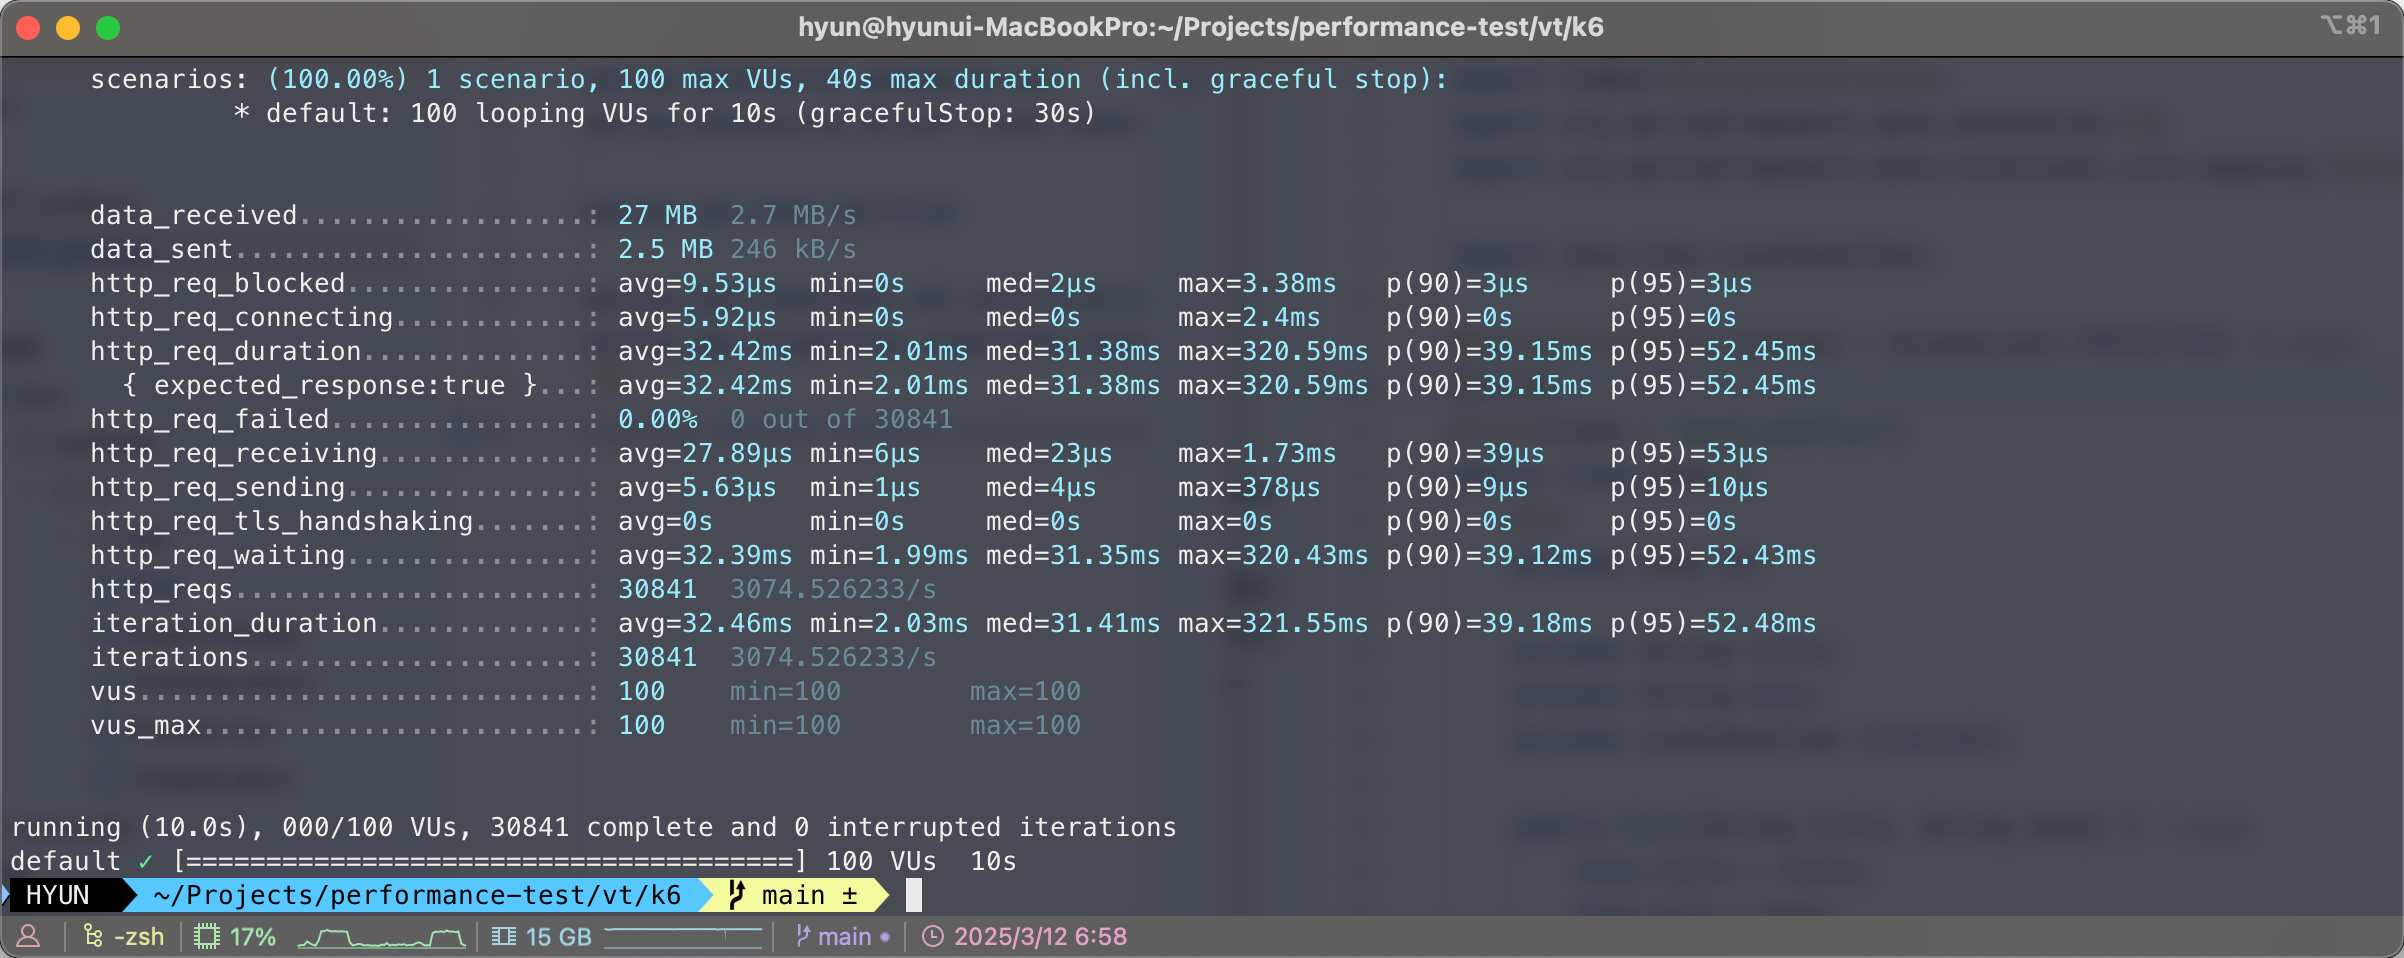 hyun@hyunui-MacBookPro:~/Projects/performance-test/vt/k6
⌥⌘1
scenarios: (100.00%) 1 scenario, 100 max VUs, 40s max duration (incl. graceful stop):
* default: 100 looping VUs for 10s (gracefulStop: 30s)
data_received..................: 27 MB  2.7 MB/s
data_sent......................: 2.5 MB 246 kB/s
http_req_blocked...............: avg=9.53µs  min=0s     med=2µs     max=3.38ms   p(90)=3µs     p(95)=3µs
http_req_connecting............: avg=5.92µs  min=0s     med=0s      max=2.4ms    p(90)=0s      p(95)=0s
http_req_duration..............: avg=32.42ms min=2.01ms med=31.38ms max=320.59ms p(90)=39.15ms p(95)=52.45ms
{ expected_response:true }...: avg=32.42ms min=2.01ms med=31.38ms max=320.59ms p(90)=39.15ms p(95)=52.45ms
http_req_failed................: 0.00%  0 out of 30841
http_req_receiving.............: avg=27.89µs min=6µs    med=23µs    max=1.73ms   p(90)=39µs    p(95)=53µs
http_req_sending...............: avg=5.63µs  min=1µs    med=4µs     max=378µs    p(90)=9µs     p(95)=10µs
http_req_tls_handshaking.......: avg=0s      min=0s     med=0s      max=0s       p(90)=0s      p(95)=0s
http_req_waiting...............: avg=32.39ms min=1.99ms med=31.35ms max=320.43ms p(90)=39.12ms p(95)=52.43ms
http_reqs......................: 30841  3074.526233/s
iteration_duration.............: avg=32.46ms min=2.03ms med=31.41ms max=321.55ms p(90)=39.18ms p(95)=52.48ms
iterations.....................: 30841  3074.526233/s
vus............................: 100    min=100        max=100
vus_max........................: 100    min=100        max=100
running (10.0s), 000/100 VUs, 30841 complete and 0 interrupted iterations
default ✓ [======================================] 100 VUs  10s
HYUN ~/Projects/performance-test/vt/k6 main ±
-zsh 17% 15 GB main • 2025/3/12 6:58